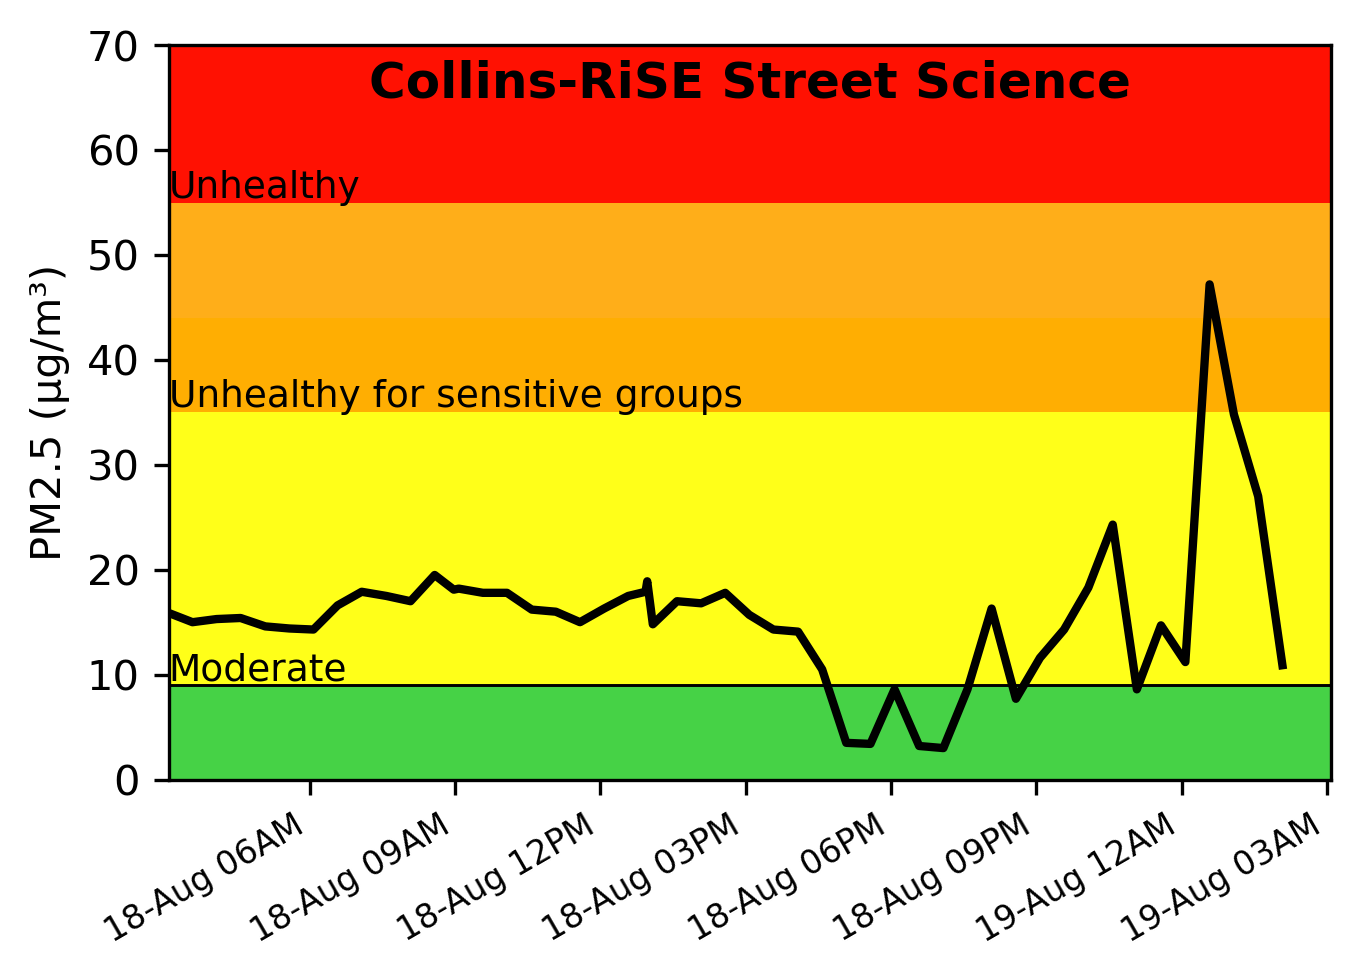 Collins-RiSE Street Science
PM2.5 (µg/m³)
70
60
50
40
30
20
10
0
Unhealthy
Unhealthy for sensitive groups
Moderate
18-Aug 06AM
18-Aug 09AM
18-Aug 12PM
18-Aug 03PM
18-Aug 06PM
18-Aug 09PM
19-Aug 12AM
19-Aug 03AM